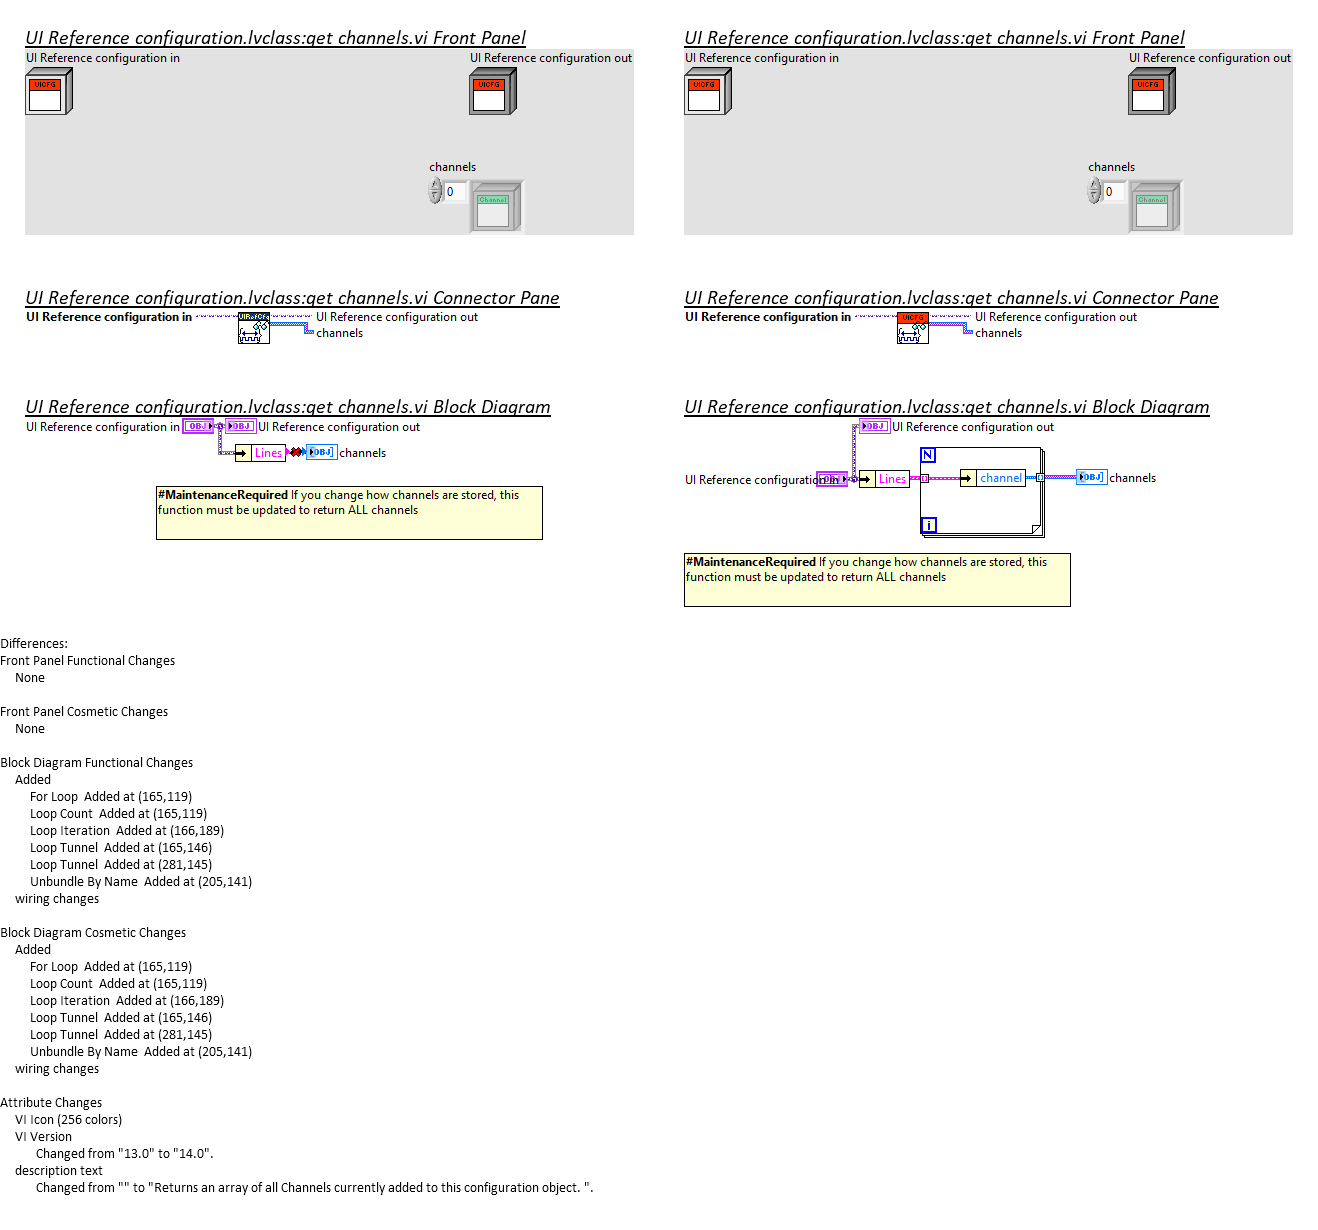 UI Reference configuration.lvclass:get channels.vi Front Panel
UI Reference configuration in
UI Reference configuration out
UICFG
UICFG
channels
0
Channel
UI Reference configuration.lvclass:get channels.vi Front Panel
UI Reference configuration in
UI Reference configuration out
UICFG
UICFG
channels
0
Channel
UI Reference configuration.lvclass:get channels.vi Connector Pane
UI Reference configuration in
UI Reference configuration out
UIRefCfg
channels
UI Reference configuration.lvclass:get channels.vi Connector Pane
UI Reference configuration in
UI Reference configuration out
UICFG
channels
UI Reference configuration.lvclass:get channels.vi Block Diagram
UI Reference configuration in OBJ OBJ UI Reference configuration out
Lines OBJ] channels
#MaintenanceRequired If you change how channels are stored, this
function must be updated to return ALL channels
UI Reference configuration.lvclass:get channels.vi Block Diagram
OBJ UI Reference configuration out
N
UI Reference configuration in OBJ Lines channel OBJ] channels
i
#MaintenanceRequired If you change how channels are stored, this
function must be updated to return ALL channels
Differences:
Front Panel Functional Changes
None
Front Panel Cosmetic Changes
None
Block Diagram Functional Changes
Added
For Loop  Added at (165,119)
Loop Count  Added at (165,119)
Loop Iteration  Added at (166,189)
Loop Tunnel  Added at (165,146)
Loop Tunnel  Added at (281,145)
Unbundle By Name  Added at (205,141)
wiring changes
Block Diagram Cosmetic Changes
Added
For Loop  Added at (165,119)
Loop Count  Added at (165,119)
Loop Iteration  Added at (166,189)
Loop Tunnel  Added at (165,146)
Loop Tunnel  Added at (281,145)
Unbundle By Name  Added at (205,141)
wiring changes
Attribute Changes
VI Icon (256 colors)
VI Version
Changed from "13.0" to "14.0".
description text
Changed from "" to "Returns an array of all Channels currently added to this configuration object. ".